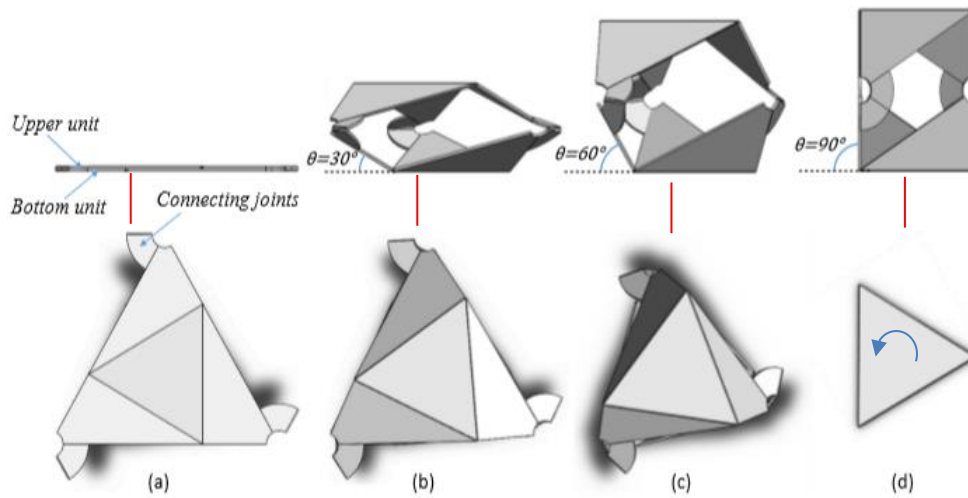 Upper unit
Bottom unit
Connecting joints
θ=30°
θ=60°
θ=90°
(a)
(b)
(c)
(d)